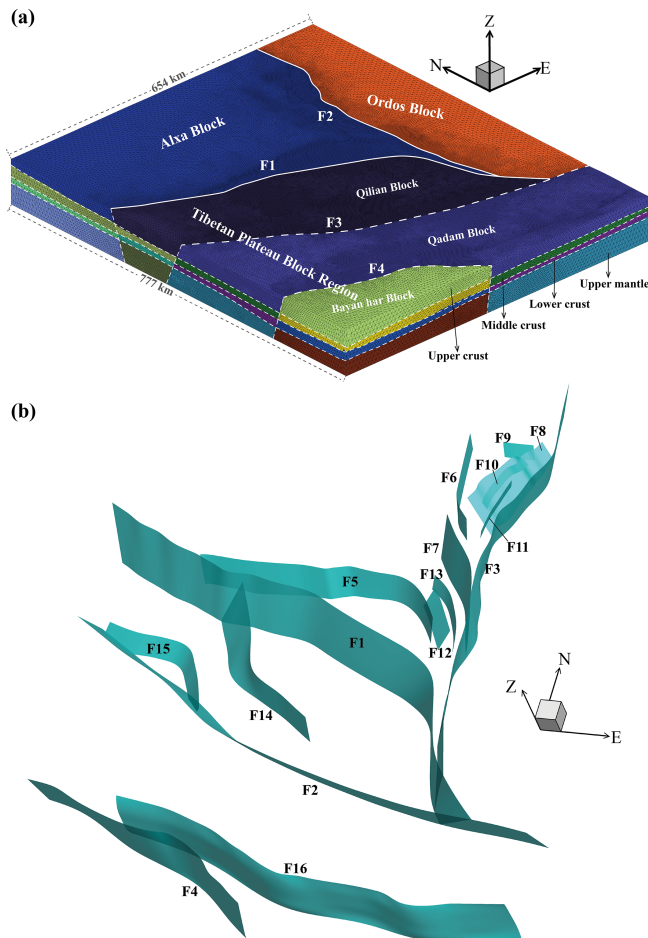 (a)
Z
N
E
654 km
Ordos Block
Alxa Block
F2
F1
Qilian Block
F3
Tibetan Plateau Block Region
Qadam Block
F4
Bayan har Block
777 km
Upper mantle
Lower crust
Middle crust
Upper crust
(b)
F8
F9
F10
F6
F11
F7
F3
F13
F5
F1
F12
F15
N
Z
E
F14
F2
F16
F4